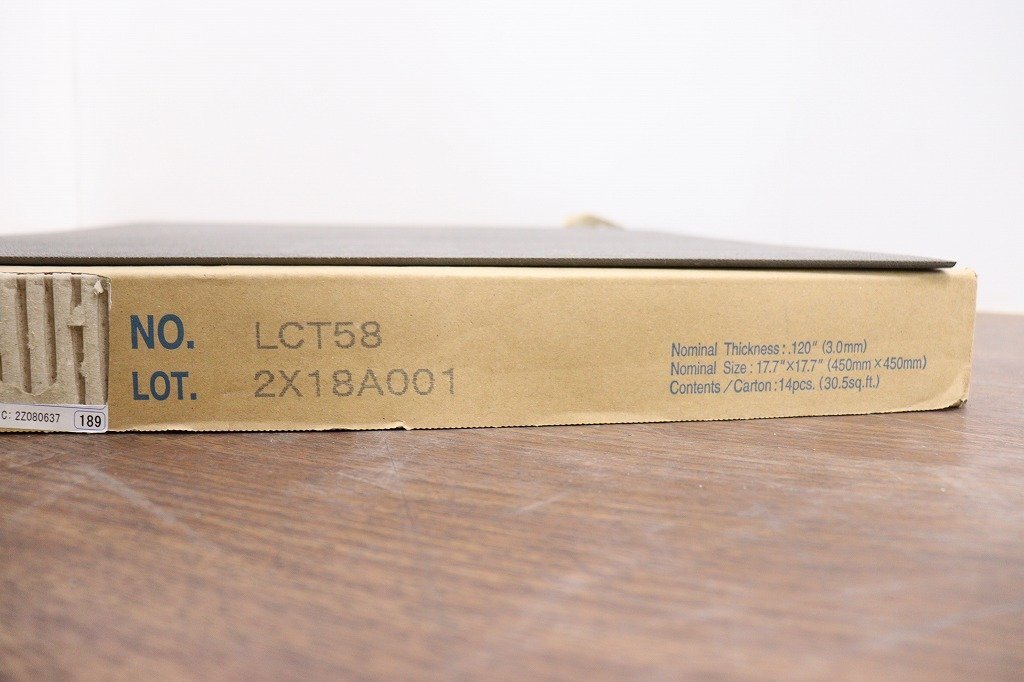 NO. LCT58
LOT. 2X18A001
Nominal Thickness: .120" (3.0mm)
Nominal Size: 17.7"×17.7" (450mm×450mm)
Contents/Carton: 14pcs. (30.5sq.ft.)
C: 2Z080637 189